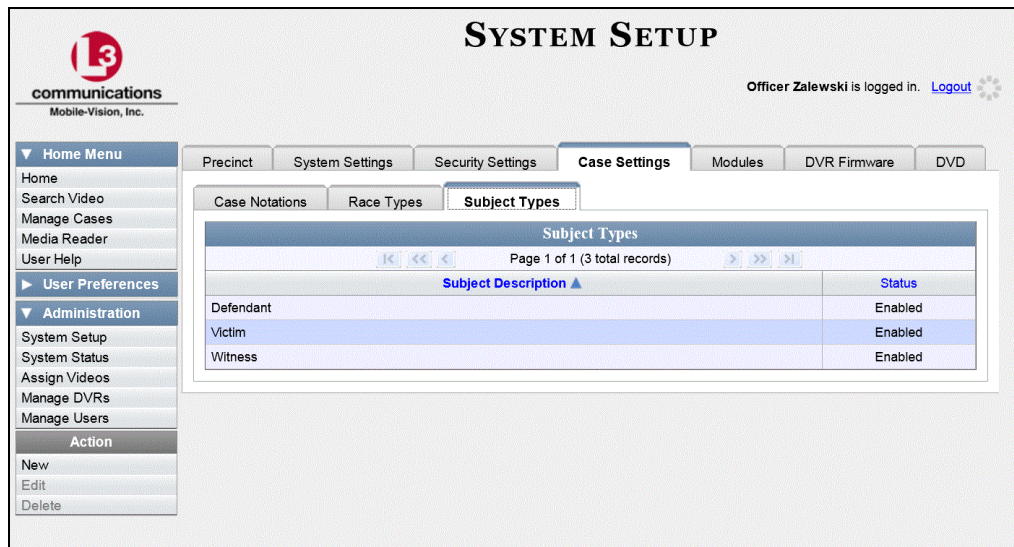 SYSTEM SETUP
L3
communications
Mobile-Vision, Inc.
Officer Zalewski is logged in. Logout
Home Menu
Home
Search Video
Manage Cases
Media Reader
User Help
User Preferences
Administration
System Setup
System Status
Assign Videos
Manage DVRs
Manage Users
Action
New
Edit
Delete
Precinct System Settings Security Settings Case Settings Modules DVR Firmware DVD
Case Notations Race Types Subject Types
Subject Types
Page 1 of 1 (3 total records)
Subject Description Status
Defendant Enabled
Victim Enabled
Witness Enabled